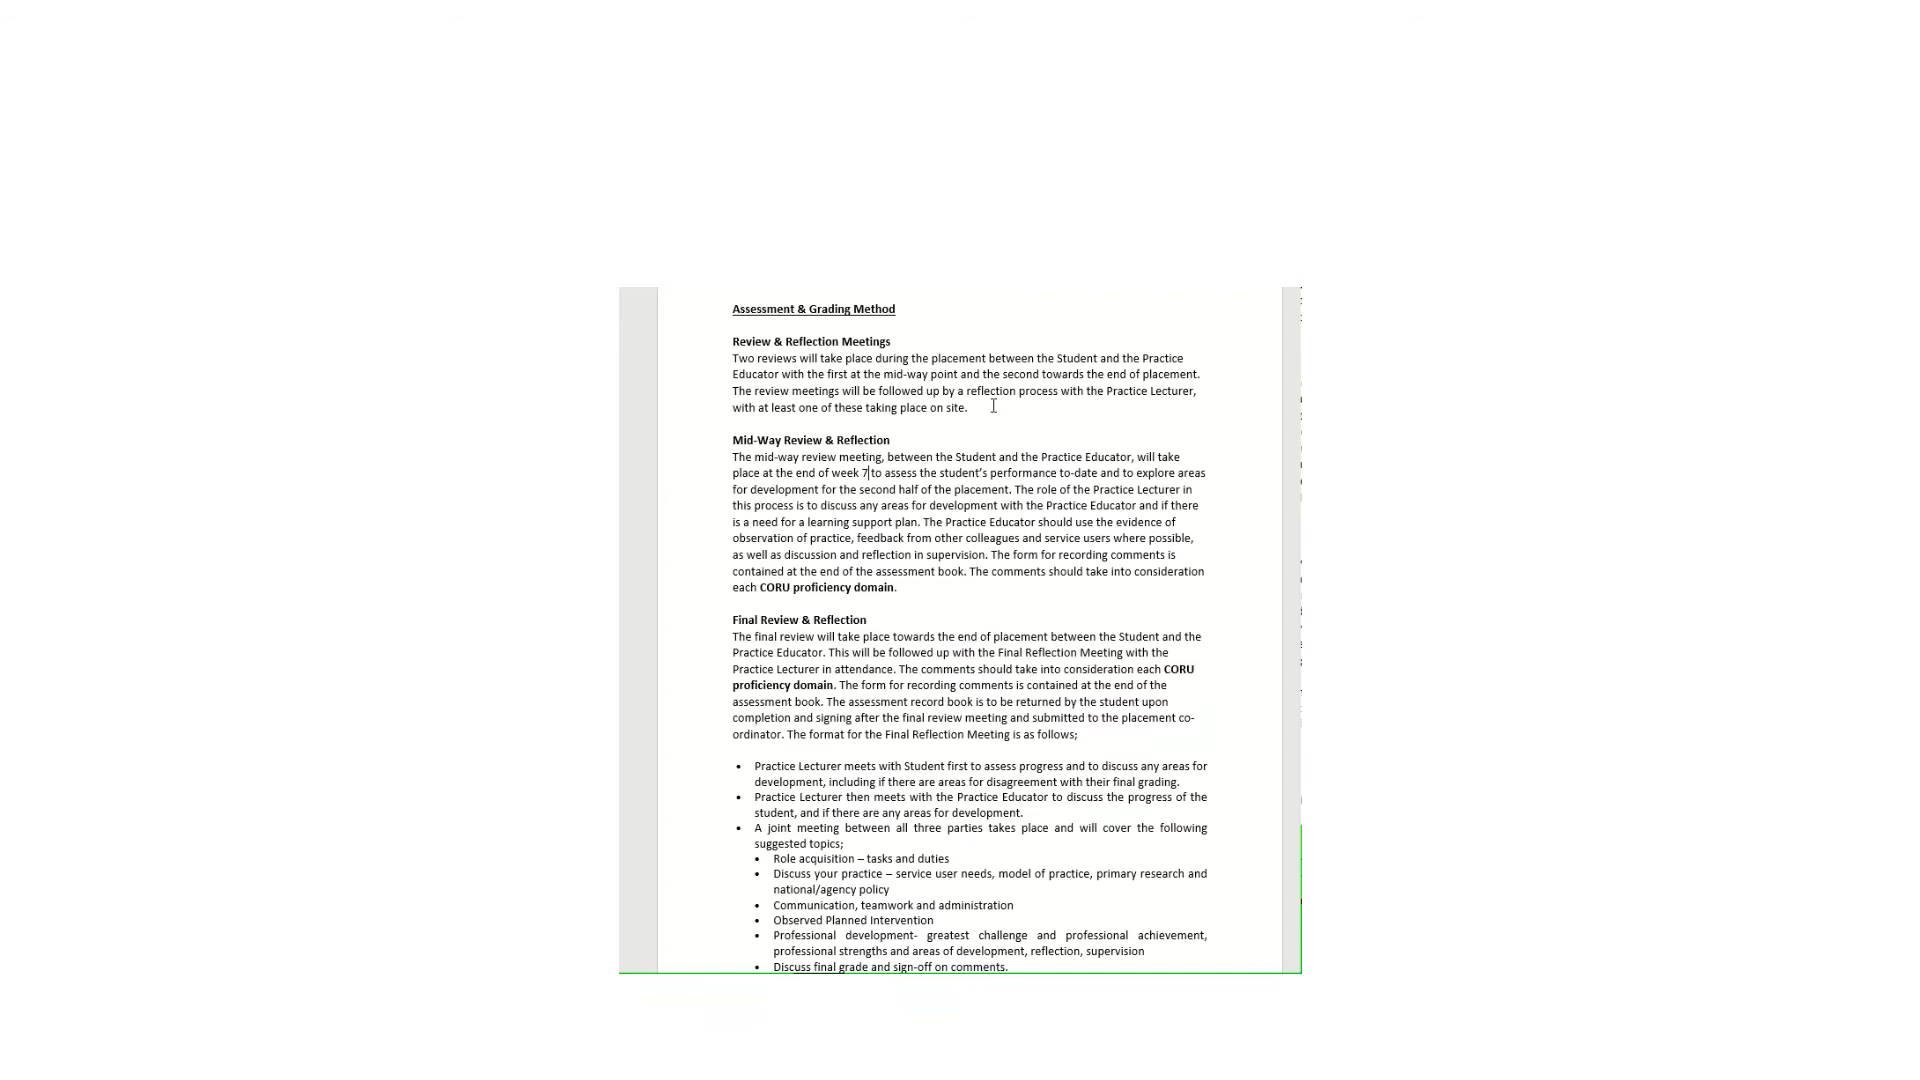 Assessment & Grading Method
Review & Reflection Meetings
Two reviews will take place during the placement between the Student and the Practice
Educator with the first at the mid-way point and the second towards the end of placement.
The review meetings will be followed up by a reflection process with the Practice Lecturer,
with at least one of these taking place on site.
Mid-Way Review & Reflection
The mid-way review meeting, between the Student and the Practice Educator, will take
place at the end of week 7 to assess the student's performance to-date and to explore areas
for development for the second half of the placement. The role of the Practice Lecturer in
this process is to discuss any areas for development with the Practice Educator and if there
is a need for a learning support plan. The Practice Educator should use the evidence of
observation of practice, feedback from other colleagues and service users where possible,
as well as discussion and reflection in supervision. The form for recording comments is
contained at the end of the assessment book. The comments should take into consideration
each CORU proficiency domain.
Final Review & Reflection
The final review will take place towards the end of placement between the Student and the
Practice Educator. This will be followed up with the Final Reflection Meeting with the
Practice Lecturer in attendance. The comments should take into consideration each CORU
proficiency domain. The form for recording comments is contained at the end of the
assessment book. The assessment record book is to be returned by the student upon
completion and signing after the final review meeting and submitted to the placement co-
ordinator. The format for the Final Reflection Meeting is as follows;
• Practice Lecturer meets with Student first to assess progress and to discuss any areas for
development, including if there are areas for disagreement with their final grading.
• Practice Lecturer then meets with the Practice Educator to discuss the progress of the
student, and if there are any areas for development.
• A joint meeting between all three parties takes place and will cover the following
suggested topics;
• Role acquisition – tasks and duties
• Discuss your practice – service user needs, model of practice, primary research and
national/agency policy
• Communication, teamwork and administration
• Observed Planned Intervention
• Professional development- greatest challenge and professional achievement,
professional strengths and areas of development, reflection, supervision
• Discuss final grade and sign-off on comments.